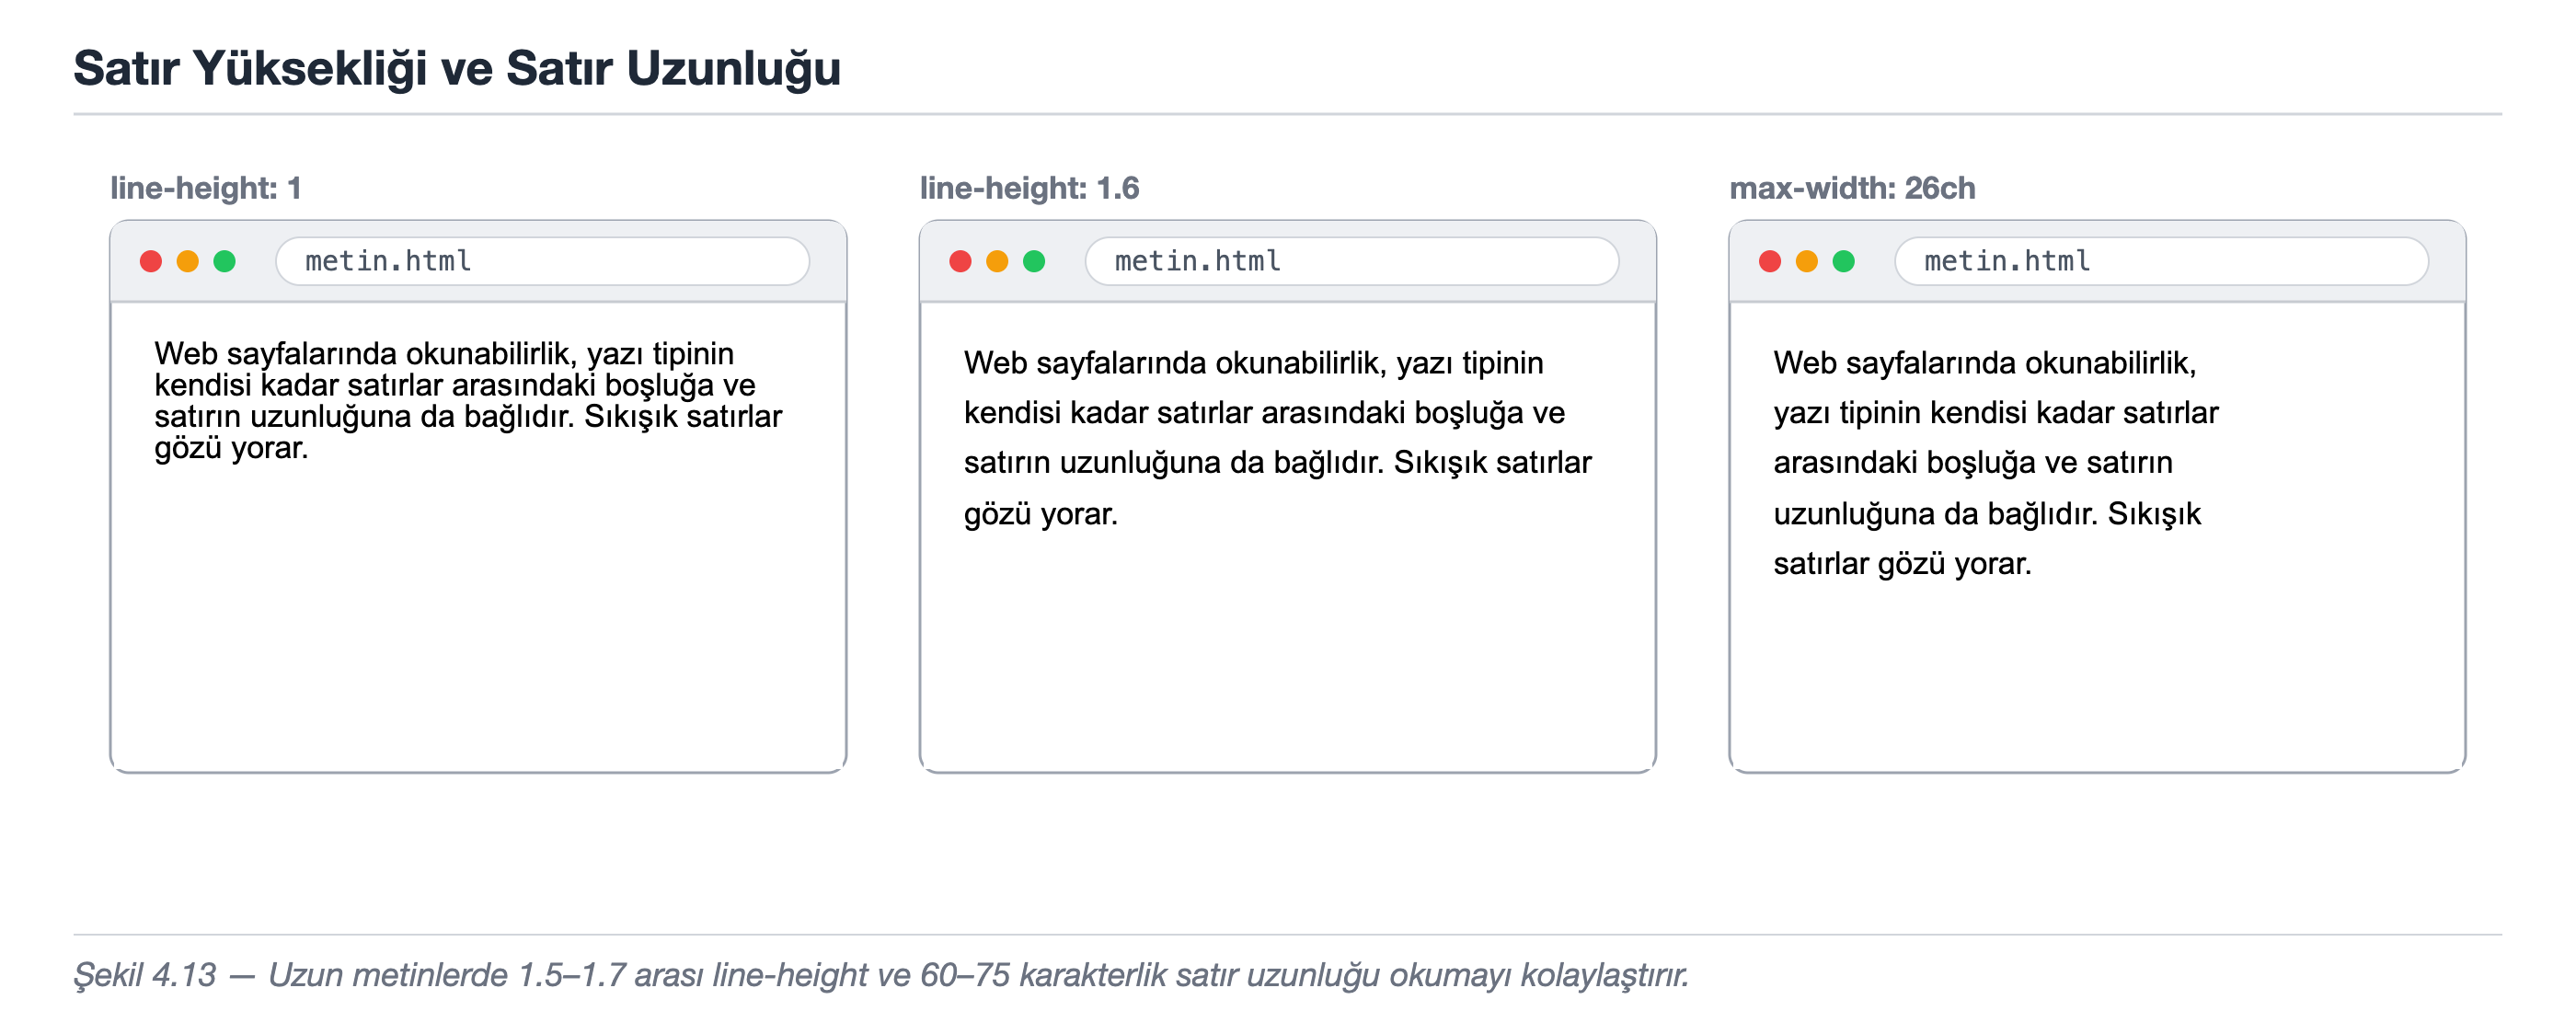 Satır Yüksekliği ve Satır Uzunluğu
line-height: 1
metin.html
Web sayfalarında okunabilirlik, yazı tipinin
kendisi kadar satırlar arasındaki boşluğa ve
satırın uzunluğuna da bağlıdır. Sıkışık satırlar
gözü yorar.
line-height: 1.6
metin.html
Web sayfalarında okunabilirlik, yazı tipinin
kendisi kadar satırlar arasındaki boşluğa ve
satırın uzunluğuna da bağlıdır. Sıkışık satırlar
gözü yorar.
max-width: 26ch
metin.html
Web sayfalarında okunabilirlik,
yazı tipinin kendisi kadar satırlar
arasındaki boşluğa ve satırın
uzunluğuna da bağlıdır. Sıkışık
satırlar gözü yorar.
Şekil 4.13 — Uzun metinlerde 1.5–1.7 arası line-height ve 60–75 karakterlik satır uzunluğu okumayı kolaylaştırır.